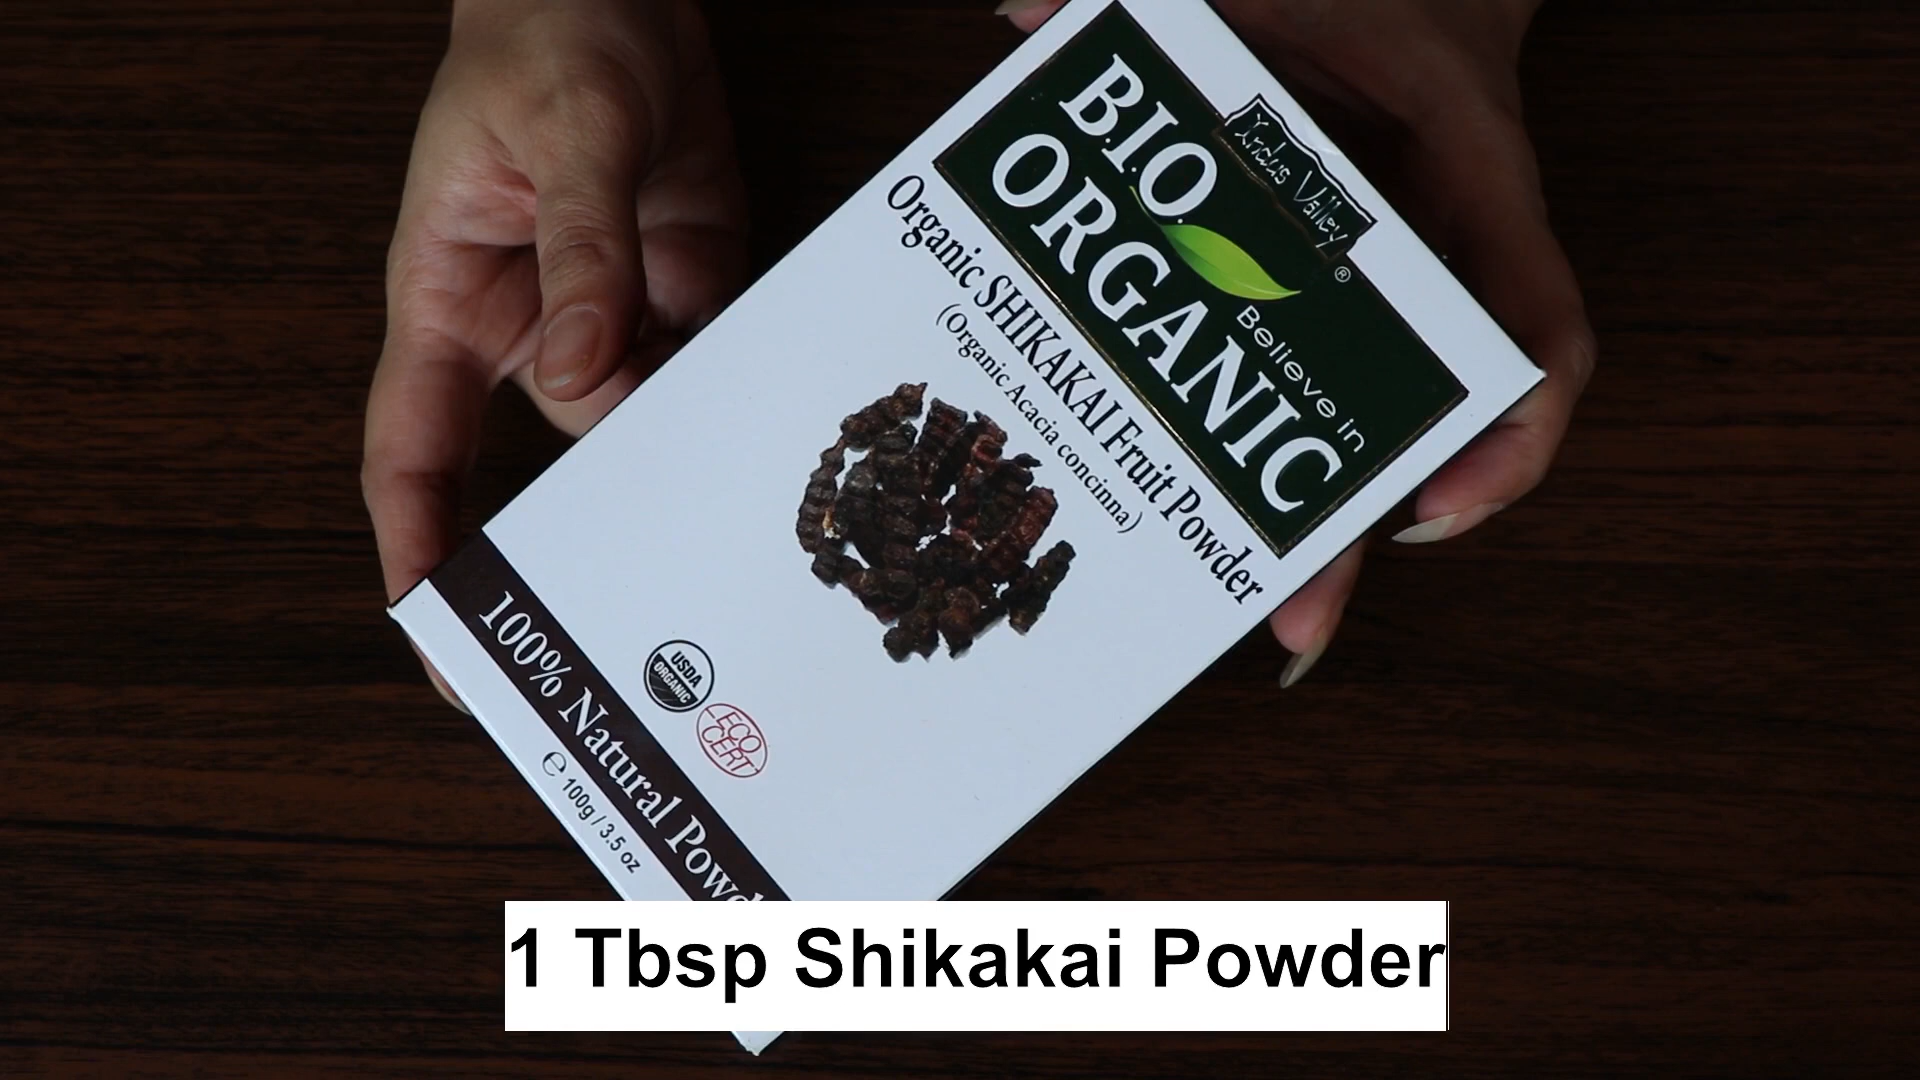 Indus Valley
®
Believe in
B.I.O.
ORGANIC
Organic SHIKAKAI Fruit Powder
(Organic Acacia concinna)
USDA
ORGANIC
ECO
CERT
100% Natural Powd
℮ 100g / 3.5 oz
1 Tbsp Shikakai Powder